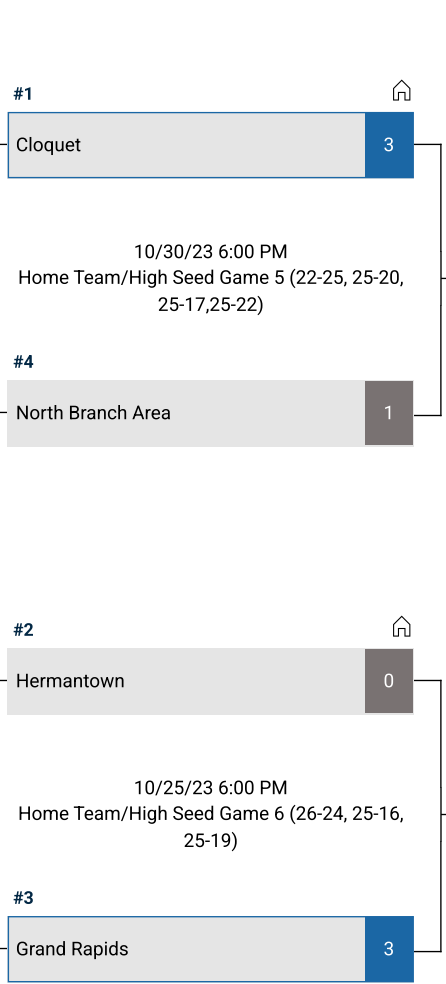 #1
Cloquet 3
10/30/23 6:00 PM
Home Team/High Seed Game 5 (22-25, 25-20,
25-17,25-22)
#4
North Branch Area 1
#2
Hermantown 0
10/25/23 6:00 PM
Home Team/High Seed Game 6 (26-24, 25-16,
25-19)
#3
Grand Rapids 3